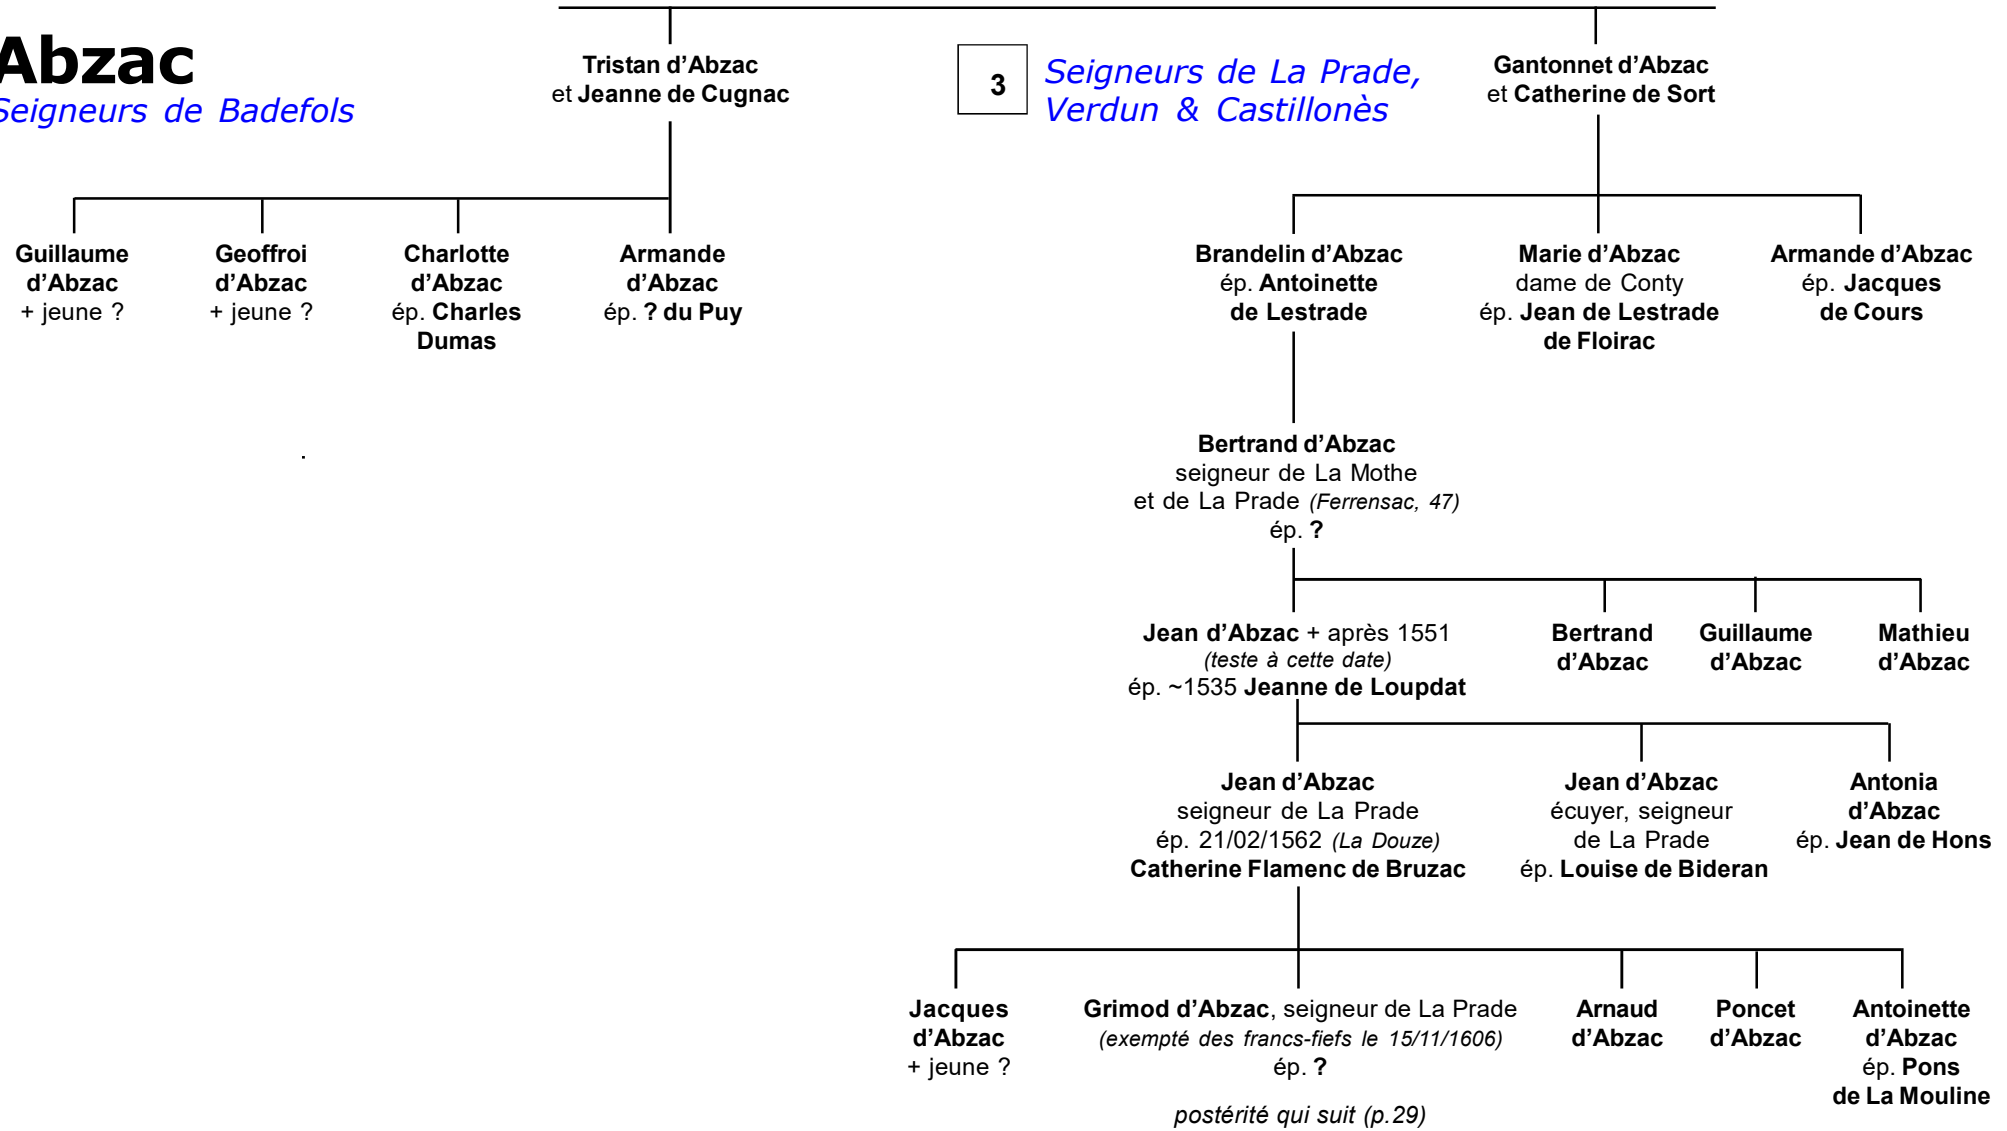 Abzac
Seigneurs de Badefols
Tristan d’Abzac
et Jeanne de Cugnac
3
Seigneurs de La Prade,
Verdun & Castillonès
Gantonnet d’Abzac
et Catherine de Sort
Guillaume
d’Abzac
+ jeune ?
Geoffroi
d’Abzac
+ jeune ?
Charlotte
d’Abzac
ép. Charles
Dumas
Armande
d’Abzac
ép. ? du Puy
Brandelin d’Abzac
ép. Antoinette
de Lestrade
Marie d’Abzac
dame de Conty
ép. Jean de Lestrade
de Floirac
Armande d’Abzac
ép. Jacques
de Cours
Bertrand d’Abzac
seigneur de La Mothe
et de La Prade (Ferrensac, 47)
ép. ?
Jean d’Abzac + après 1551
(teste à cette date)
ép. ~1535 Jeanne de Loupdat
Bertrand
d’Abzac
Guillaume
d’Abzac
Mathieu
d’Abzac
Jean d’Abzac
seigneur de La Prade
ép. 21/02/1562 (La Douze)
Catherine Flamenc de Bruzac
Jean d’Abzac
écuyer, seigneur
de La Prade
ép. Louise de Bideran
Antonia
d’Abzac
ép. Jean de Hons
Jacques
d’Abzac
+ jeune ?
Grimod d’Abzac, seigneur de La Prade
(exempté des francs-fiefs le 15/11/1606)
ép. ?
postérité qui suit (p.29)
Arnaud
d’Abzac
Poncet
d’Abzac
Antoinette
d’Abzac
ép. Pons
de La Mouline